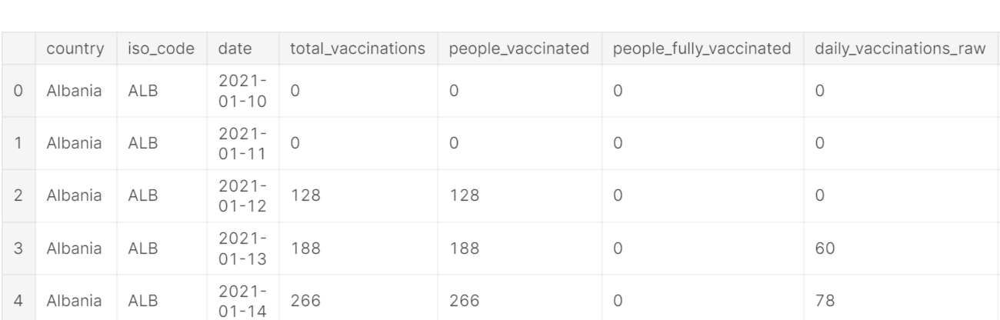 country iso_code date total_vaccinations people_vaccinated people_fully_vaccinated daily_vaccinations_raw
0 Albania ALB 2021-01-10 0 0 0 0
1 Albania ALB 2021-01-11 0 0 0 0
2 Albania ALB 2021-01-12 128 128 0 0
3 Albania ALB 2021-01-13 188 188 0 60
4 Albania ALB 2021-01-14 266 266 0 78